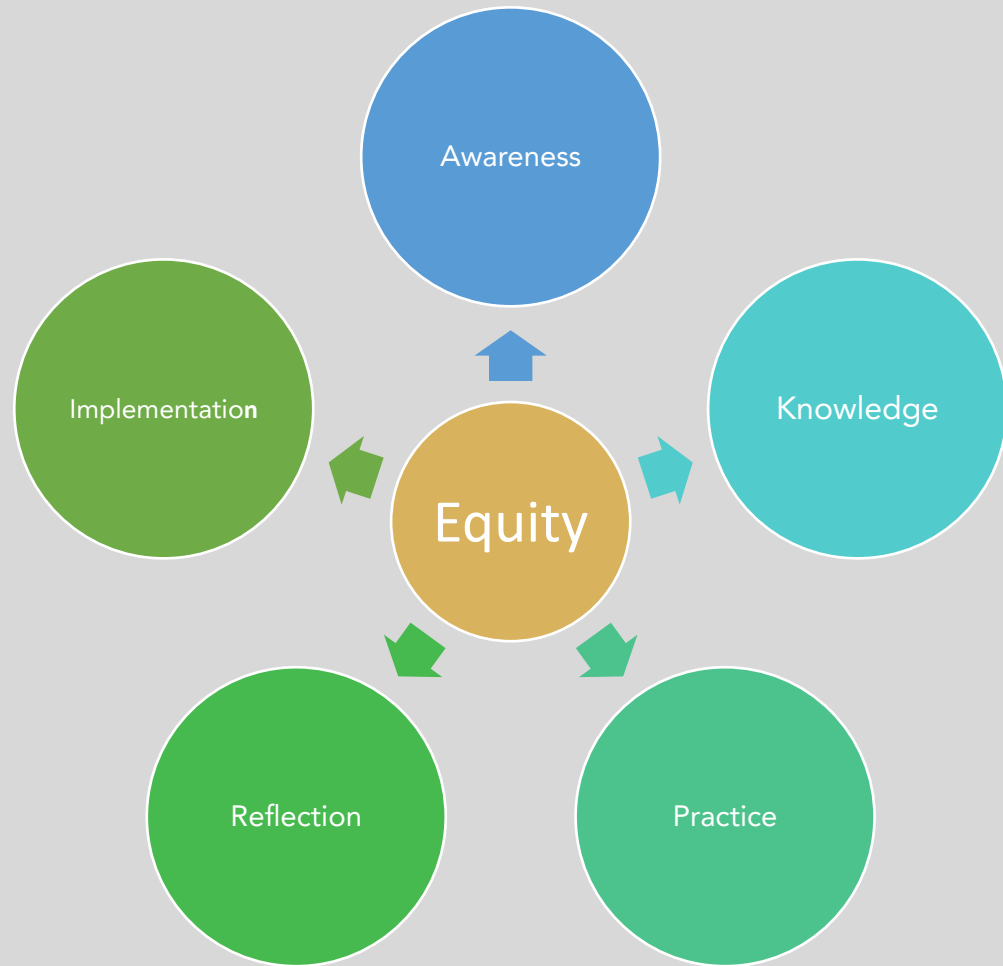 Awareness
Knowledge
Practice
Reflection
Implementation
Equity